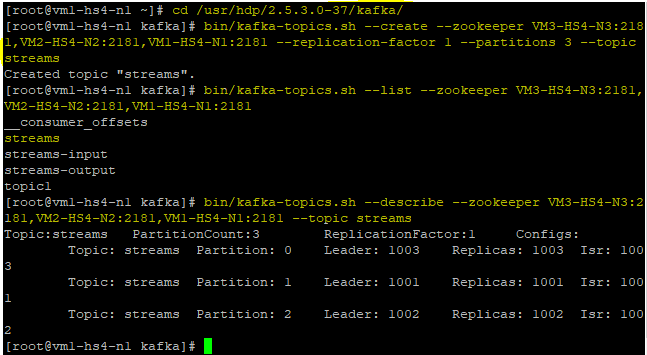 [root@vm1-hs4-n1 ~]# cd /usr/hdp/2.5.3.0-37/kafka/
[root@vm1-hs4-n1 kafka]# bin/kafka-topics.sh --create --zookeeper VM3-HS4-N3:218
1,VM2-HS4-N2:2181,VM1-HS4-N1:2181 --replication-factor 1 --partitions 3 --topic
streams
Created topic "streams".
[root@vm1-hs4-n1 kafka]# bin/kafka-topics.sh --list --zookeeper VM3-HS4-N3:2181,
VM2-HS4-N2:2181,VM1-HS4-N1:2181
__consumer_offsets
streams
streams-input
streams-output
topic1
[root@vm1-hs4-n1 kafka]# bin/kafka-topics.sh --describe --zookeeper VM3-HS4-N3:2
181,VM2-HS4-N2:2181,VM1-HS4-N1:2181 --topic streams
Topic:streams PartitionCount:3 ReplicationFactor:1 Configs:
Topic: streams Partition: 0 Leader: 1003 Replicas: 1003 Isr: 100
3
Topic: streams Partition: 1 Leader: 1001 Replicas: 1001 Isr: 100
1
Topic: streams Partition: 2 Leader: 1002 Replicas: 1002 Isr: 100
2
[root@vm1-hs4-n1 kafka]#